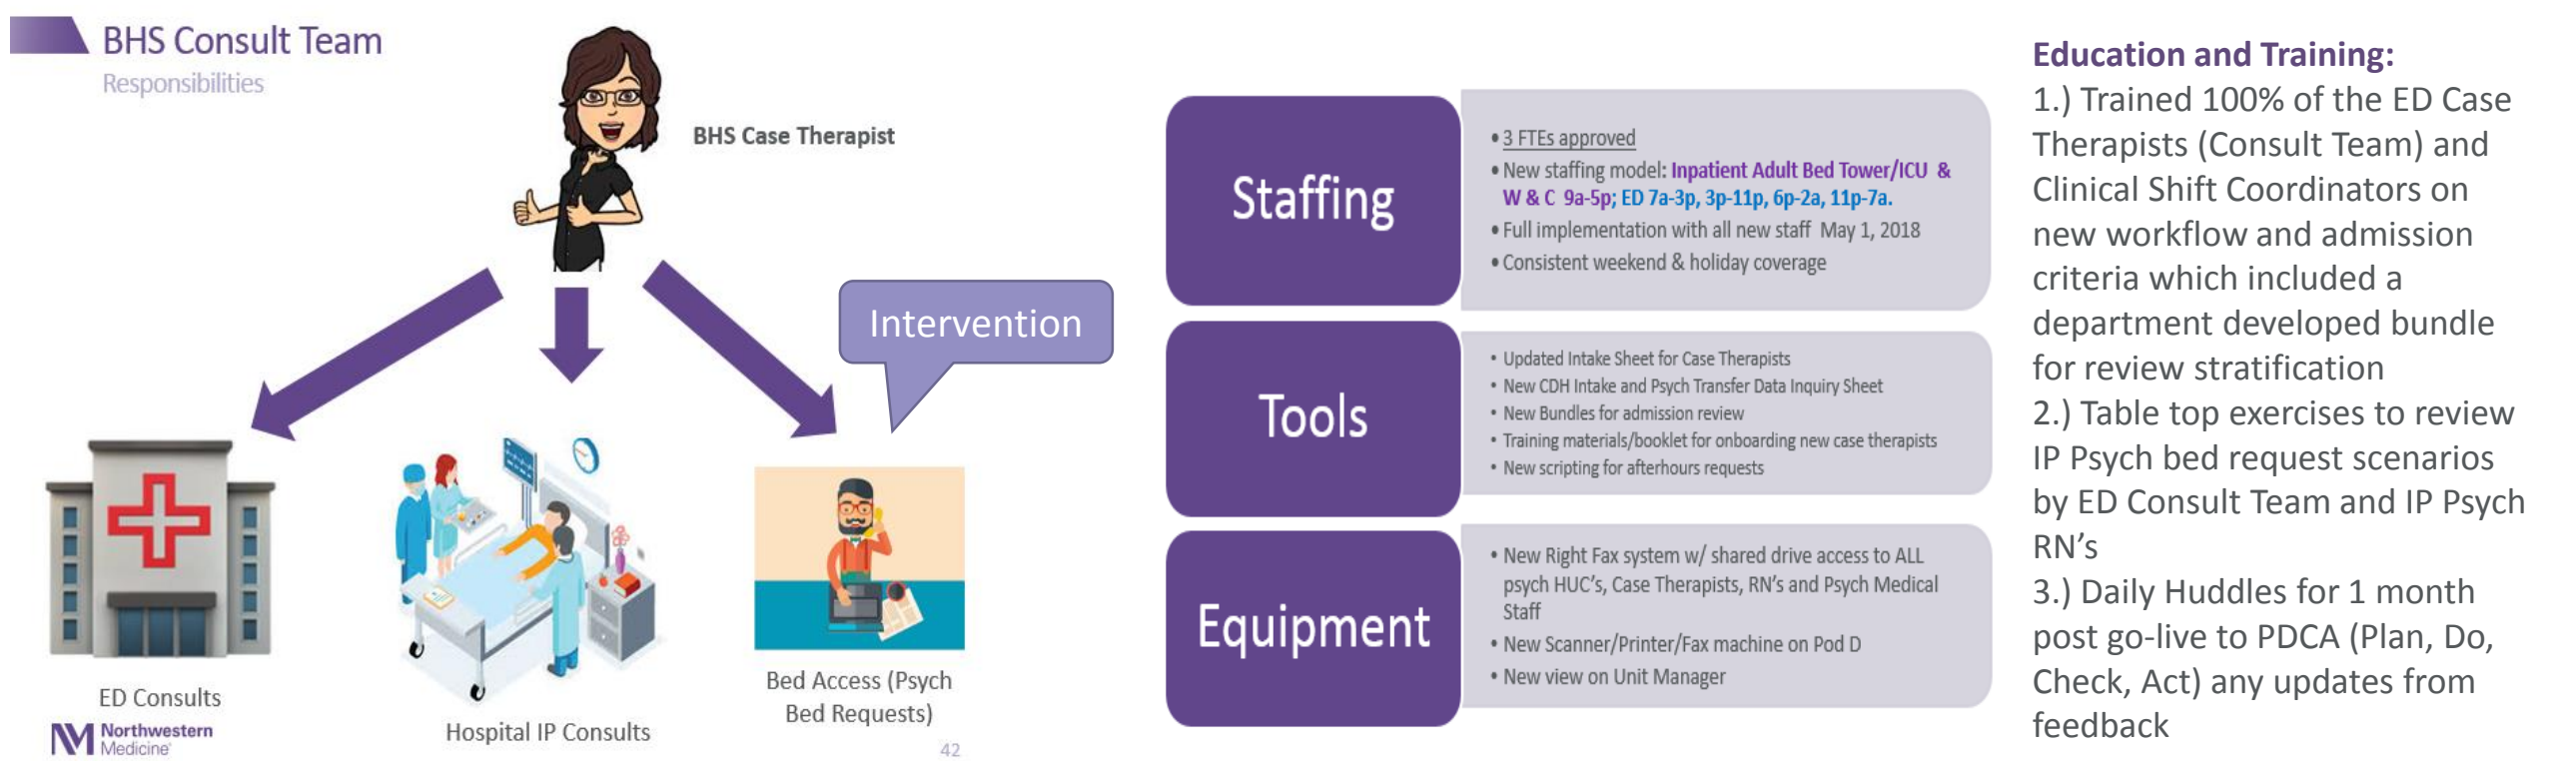 BHS Consult Team
Responsibilities
BHS Case Therapist
Intervention
ED Consults
Hospital IP Consults
Bed Access (Psych
Bed Requests)
Northwestern
Medicine
42
Staffing
• 3 FTEs approved
• New staffing model: Inpatient Adult Bed Tower/ICU &
W & C 9a-5p; ED 7a-3p, 3p-11p, 6p-2a, 11p-7a.
• Full implementation with all new staff May 1, 2018
• Consistent weekend & holiday coverage
Tools
• Updated Intake Sheet for Case Therapists
• New CDH Intake and Psych Transfer Data Inquiry Sheet
• New Bundles for admission review
• Training materials/booklet for onboarding new case therapists
• New scripting for afterhours requests
Equipment
• New Right Fax system w/ shared drive access to ALL
psych HUC's, Case Therapists, RN's and Psych Medical
Staff
• New Scanner/Printer/Fax machine on Pod D
• New view on Unit Manager
Education and Training:
1.) Trained 100% of the ED Case
Therapists (Consult Team) and
Clinical Shift Coordinators on
new workflow and admission
criteria which included a
department developed bundle
for review stratification
2.) Table top exercises to review
IP Psych bed request scenarios
by ED Consult Team and IP Psych
RN's
3.) Daily Huddles for 1 month
post go-live to PDCA (Plan, Do,
Check, Act) any updates from
feedback